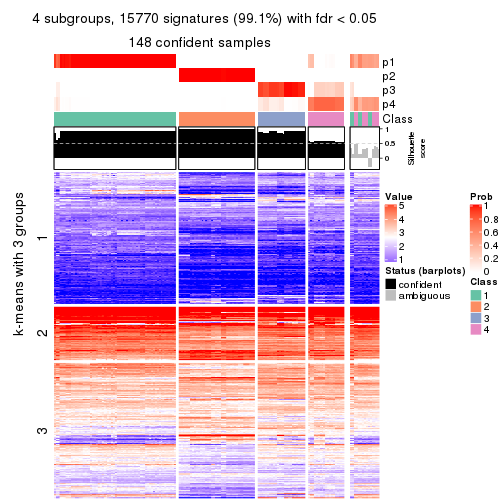 4 subgroups, 15770 signatures (99.1%) with fdr < 0.05
148 confident samples
p1
p2
p3
p4
Class
1
0.5
0
Silhouette
score
k-means with 3 groups
1
2
3
Value
5
4
3
2
1
Status (barplots)
confident
ambiguous
Prob
1
0.8
0.6
0.4
0.2
0
Class
1
2
3
4